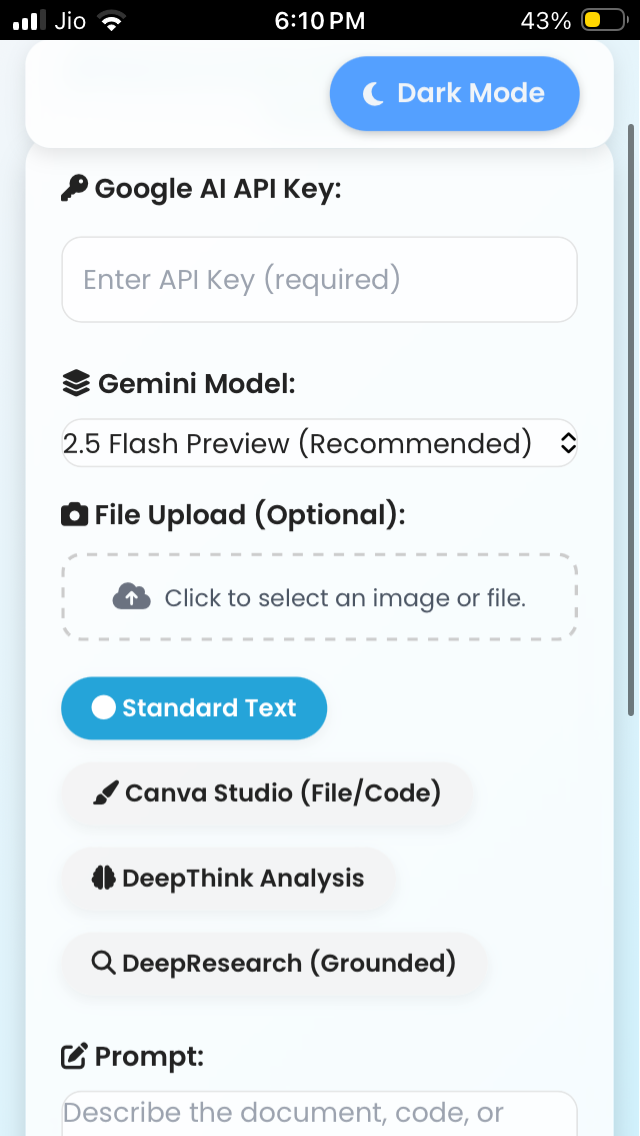 Jio 6:10 PM 43%
Dark Mode
Google AI API Key:
Enter API Key (required)
Gemini Model:
2.5 Flash Preview (Recommended)
File Upload (Optional):
Click to select an image or file.
Standard Text
Canva Studio (File/Code)
DeepThink Analysis
DeepResearch (Grounded)
Prompt:
Describe the document, code, or